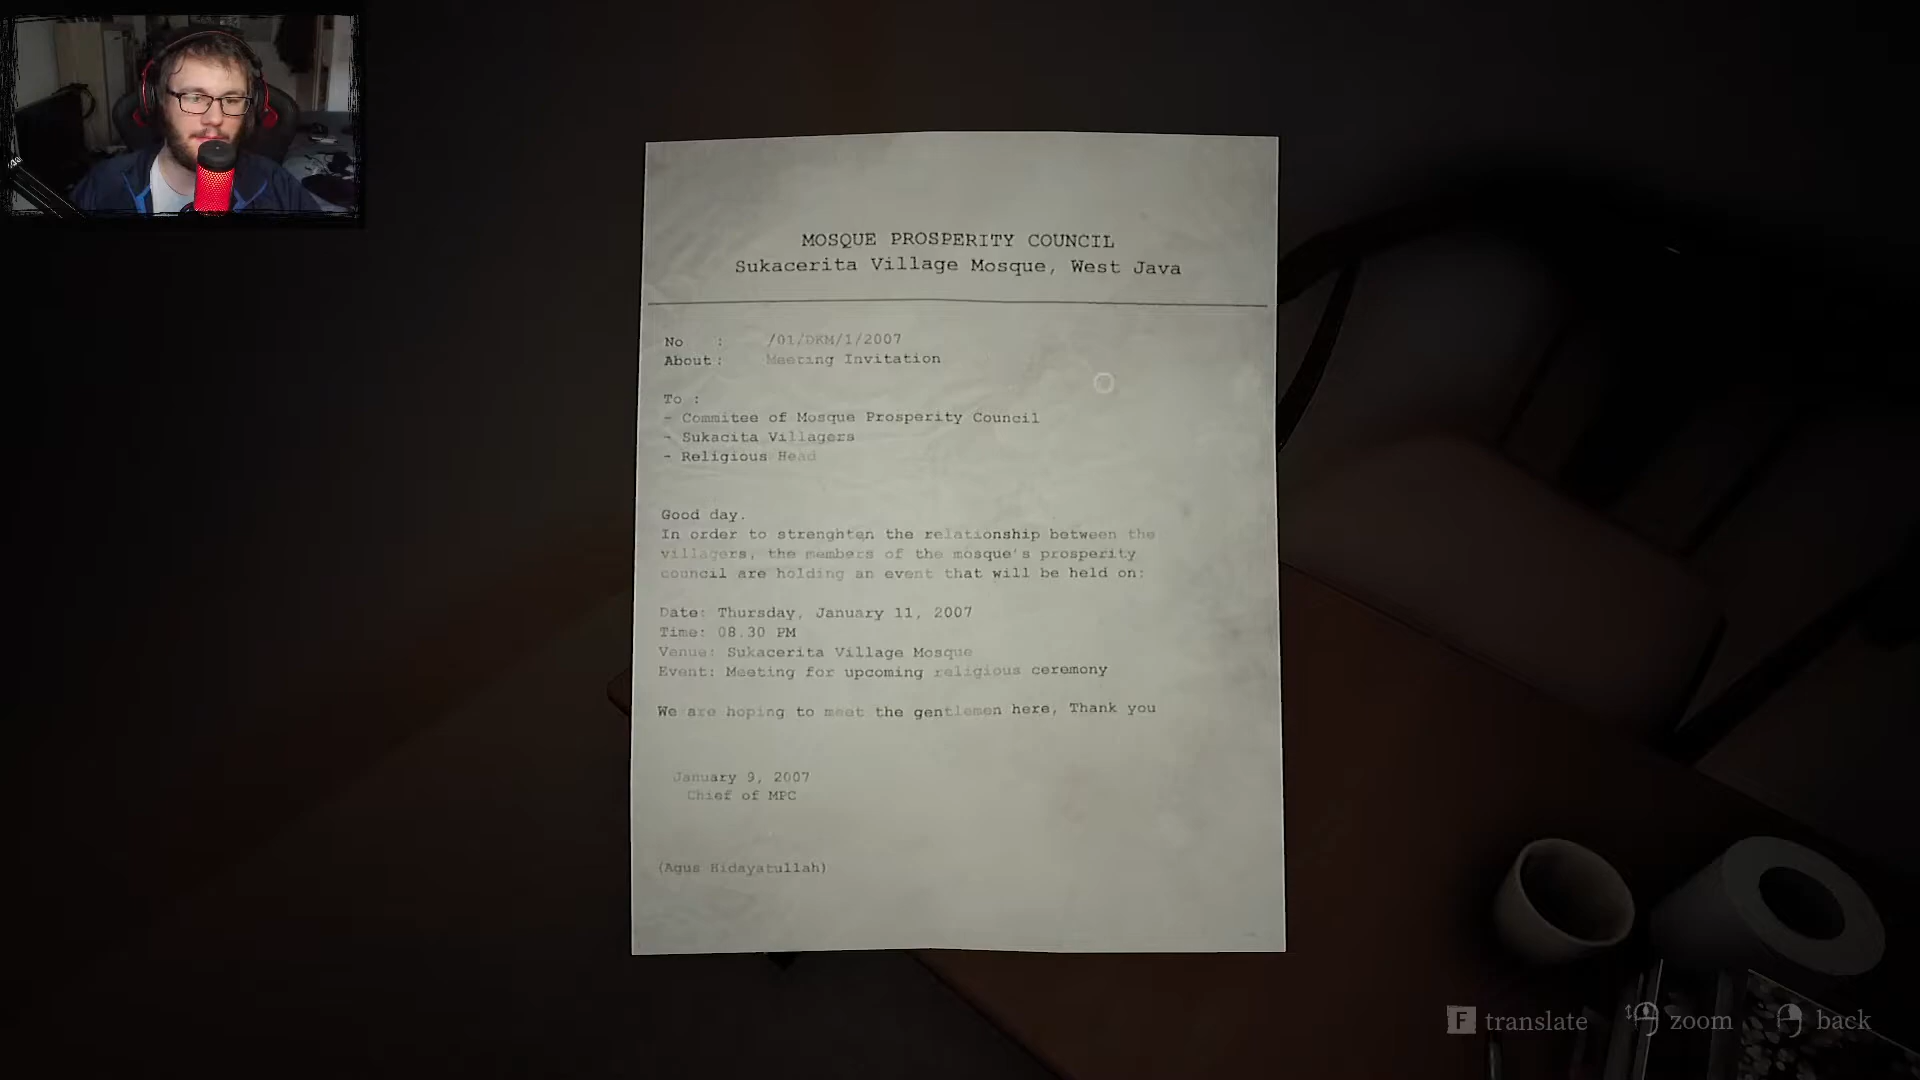 MOSQUE PROSPERITY COUNCIL
Sukacerita Village Mosque, West Java
No : /01/DKM/1/2007
About : Meeting Invitation
To :
- Commitee of Mosque Prosperity Council
- Sukacita Villagers
- Religious Head
Good day.
In order to strenghten the relationship between the
villagers, the members of the mosque's prosperity
council are holding an event that will be held on:
Date: Thursday, January 11, 2007
Time: 08.30 PM
Venue: Sukacerita Village Mosque
Event: Meeting for upcoming religious ceremony
We are hoping to meet the gentlemen here, Thank you
January 9, 2007
Chief of MPC
(Agus Hidayatullah)
F translate zoom back